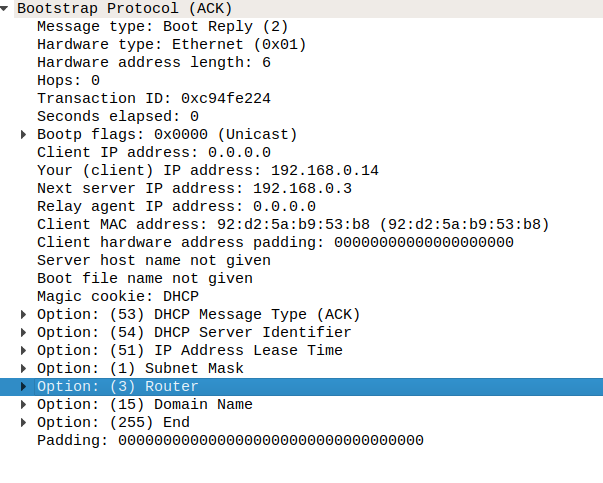 Bootstrap Protocol (ACK)
Message type: Boot Reply (2)
Hardware type: Ethernet (0x01)
Hardware address length: 6
Hops: 0
Transaction ID: 0xc94fe224
Seconds elapsed: 0
Bootp flags: 0x0000 (Unicast)
Client IP address: 0.0.0.0
Your (client) IP address: 192.168.0.14
Next server IP address: 192.168.0.3
Relay agent IP address: 0.0.0.0
Client MAC address: 92:d2:5a:b9:53:b8 (92:d2:5a:b9:53:b8)
Client hardware address padding: 00000000000000000000
Server host name not given
Boot file name not given
Magic cookie: DHCP
Option: (53) DHCP Message Type (ACK)
Option: (54) DHCP Server Identifier
Option: (51) IP Address Lease Time
Option: (1) Subnet Mask
Option: (3) Router
Option: (15) Domain Name
Option: (255) End
Padding: 0000000000000000000000000000000000